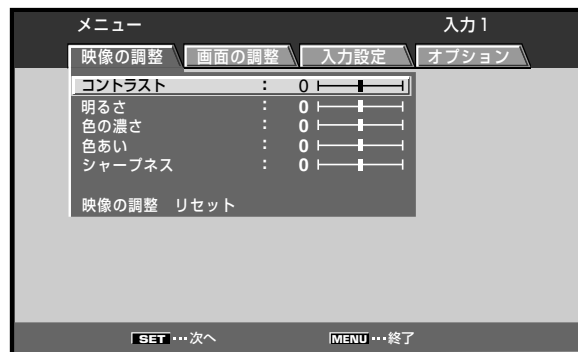 メニュー 入力1
映像の調整 画面の調整 入力設定 オプション
コントラスト : 0
明るさ : 0
色の濃さ : 0
色あい : 0
シャープネス : 0
映像の調整 リセット
SET…次へ MENU…終了